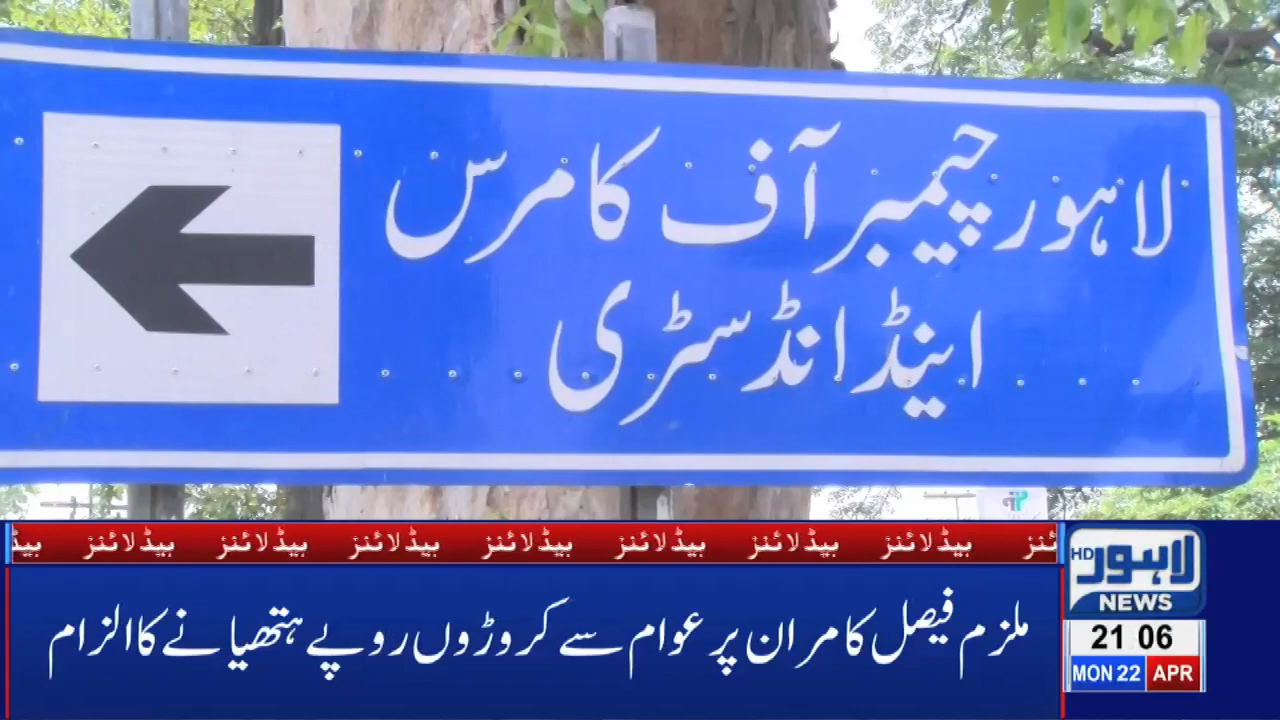 لاہور چیمبر آف کامرس
اینڈ انڈسٹری
ہیڈلائنز ہیڈلائنز ہیڈلائنز ہیڈلائنز ہیڈلائنز ہیڈلائنز ہیڈلائنز
ملزم فیصل کامران پر عوام سے کروڑوں روپے ہتھیانے کا الزام
HD لاہور
NEWS
21 06
MON 22 APR